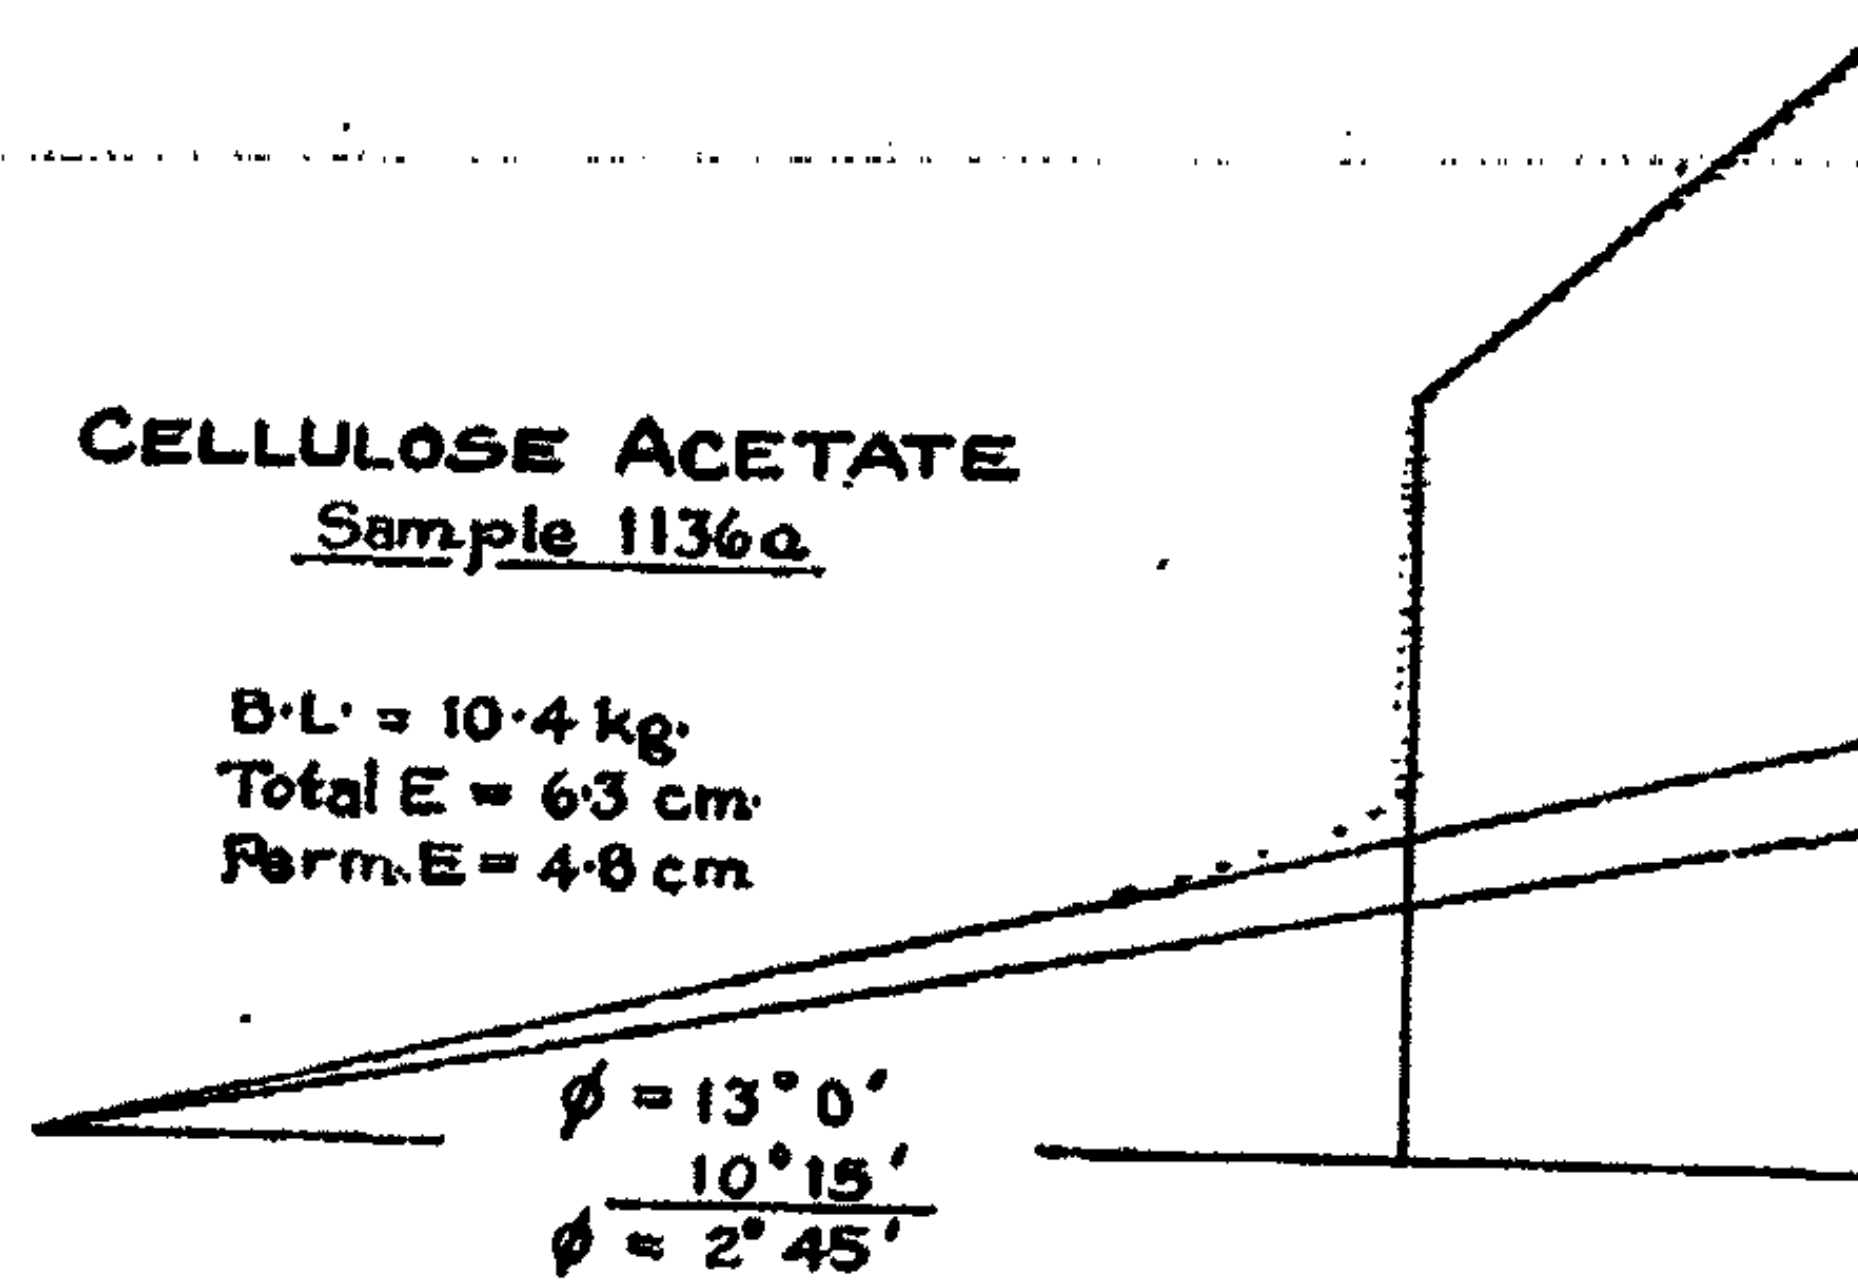 CELLULOSE ACETATE
Sample 1136a
B.L. = 10.4 kg.
Total E = 6.3 cm.
Perm. E = 4.8 cm
ϕ = 13° 0′
10° 15′
ϕ = 2° 45′